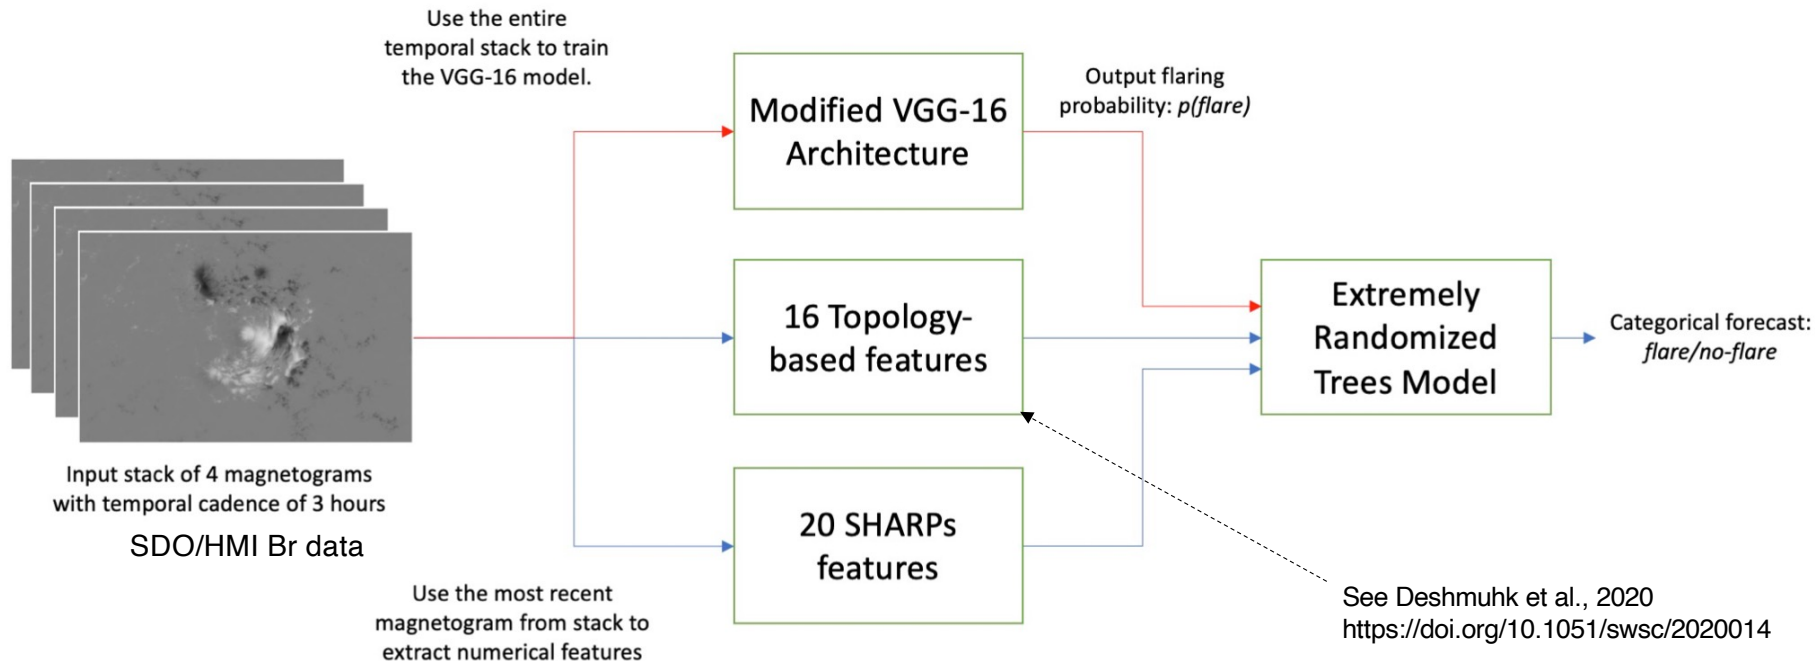 Use the entire
temporal stack to train
the VGG-16 model.
Modified VGG-16
Architecture
Output flaring
probability: p(flare)
16 Topology-
based features
Extremely
Randomized
Trees Model
Categorical forecast:
flare/no-flare
Input stack of 4 magnetograms
with temporal cadence of 3 hours
SDO/HMI Br data
20 SHARPs
features
Use the most recent
magnetogram from stack to
extract numerical features
See Deshmuhk et al., 2020
https://doi.org/10.1051/swsc/2020014